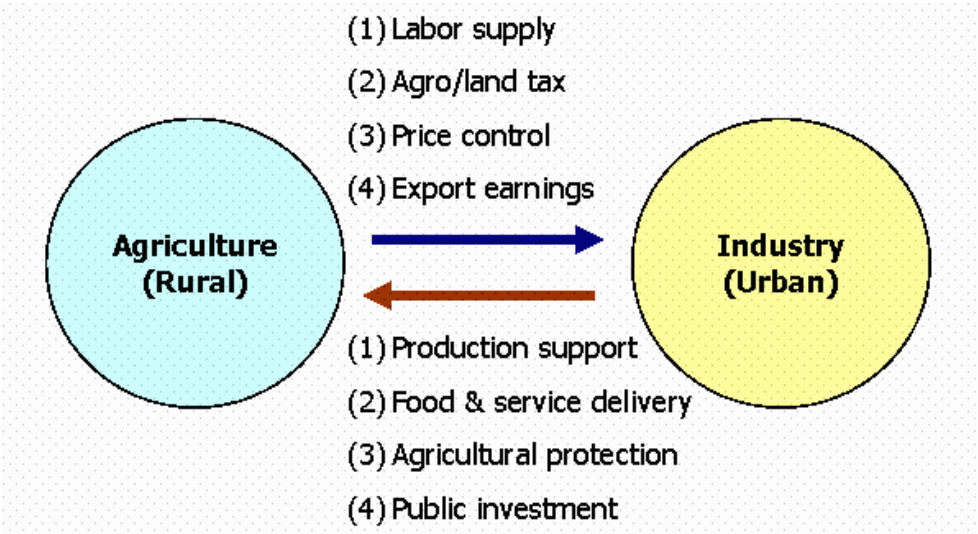 (1) Labor supply
(2) Agro/land tax
(3) Price control
(4) Export earnings
Agriculture
(Rural)
Industry
(Urban)
(1) Production support
(2) Food & service delivery
(3) Agricultural protection
(4) Public investment